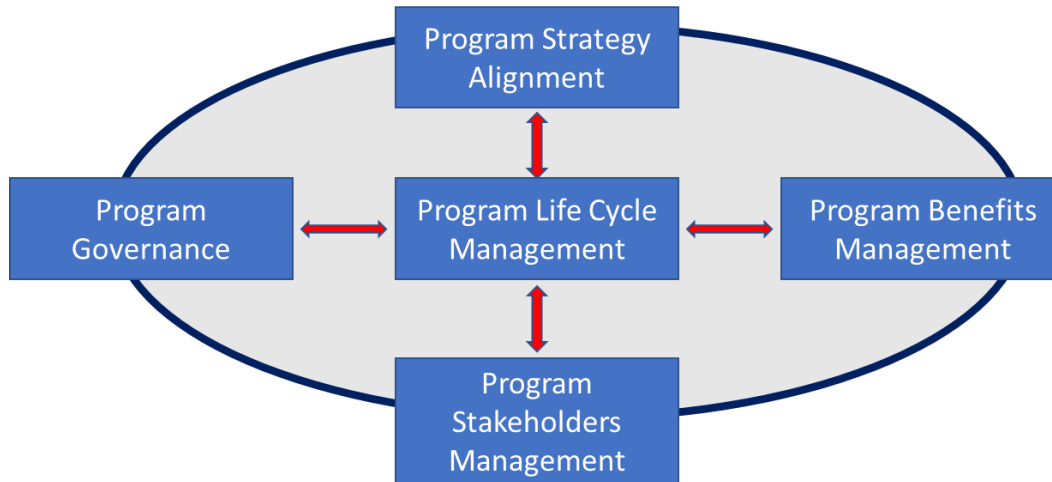 Program Strategy
Alignment
Program
Governance
Program Life Cycle
Management
Program Benefits
Management
Program
Stakeholders
Management